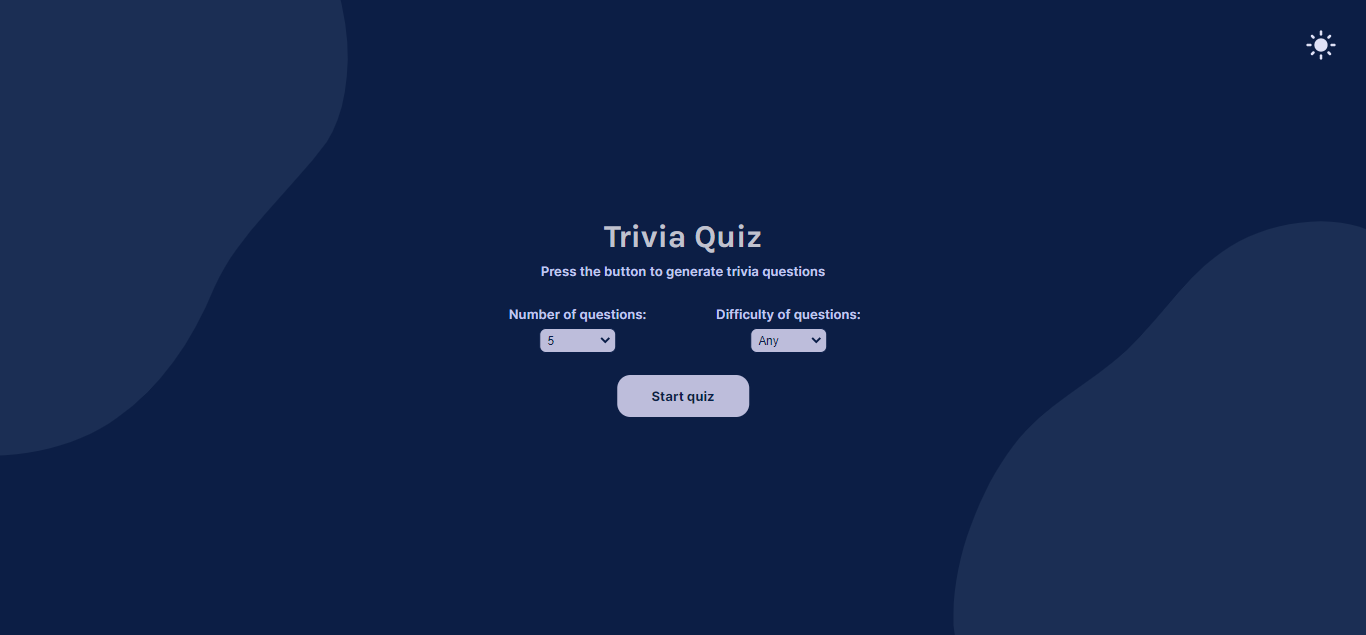 Trivia Quiz
Press the button to generate trivia questions
Number of questions: Difficulty of questions:
5 Any
Start quiz